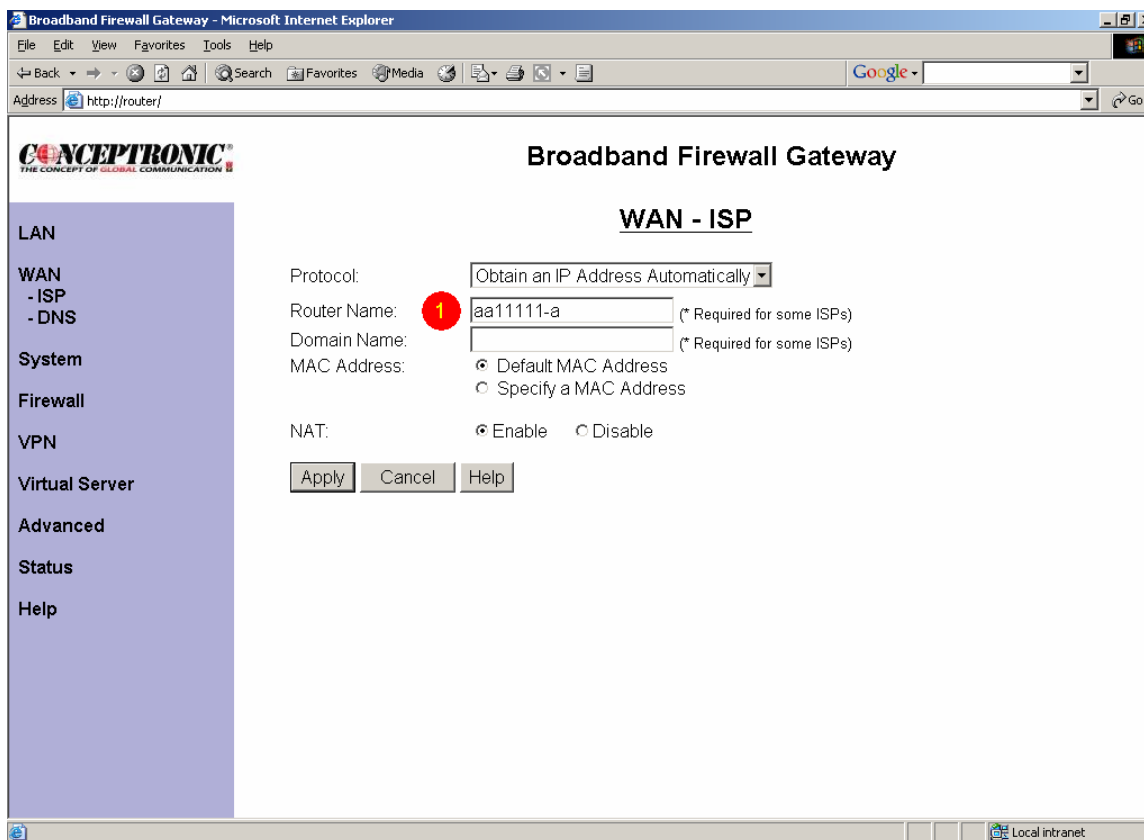 Broadband Firewall Gateway - Microsoft Internet Explorer
File Edit View Favorites Tools Help
Back Search Favorites Media Google
Address http://router/ Go
CONCEPTRONIC®
THE CONCEPT OF GLOBAL COMMUNICATION
Broadband Firewall Gateway
WAN - ISP
LAN
WAN
- ISP
- DNS
System
Firewall
VPN
Virtual Server
Advanced
Status
Help
Protocol: Obtain an IP Address Automatically
Router Name: 1 aa11111-a (* Required for some ISPs)
Domain Name: (* Required for some ISPs)
MAC Address: Default MAC Address
Specify a MAC Address
NAT: Enable Disable
Apply Cancel Help
Local intranet